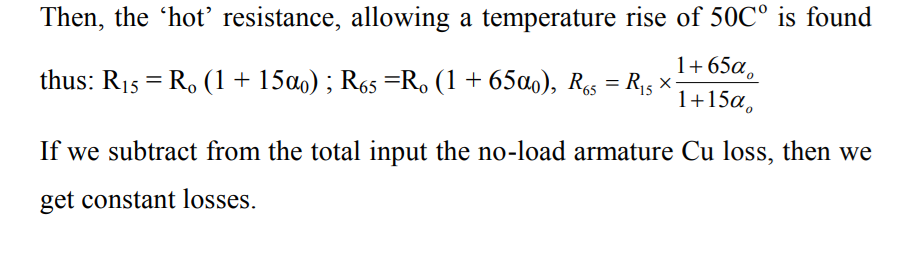 Then, the ‘hot’ resistance, allowing a temperature rise of 50C° is found
thus: R₁₅ = Rₒ (1 + 15αₒ) ; R₆₅ =Rₒ (1 + 65αₒ), R₆₅ = R₁₅ × (1+65αₒ)/(1+15αₒ)
If we subtract from the total input the no-load armature Cu loss, then we
get constant losses.